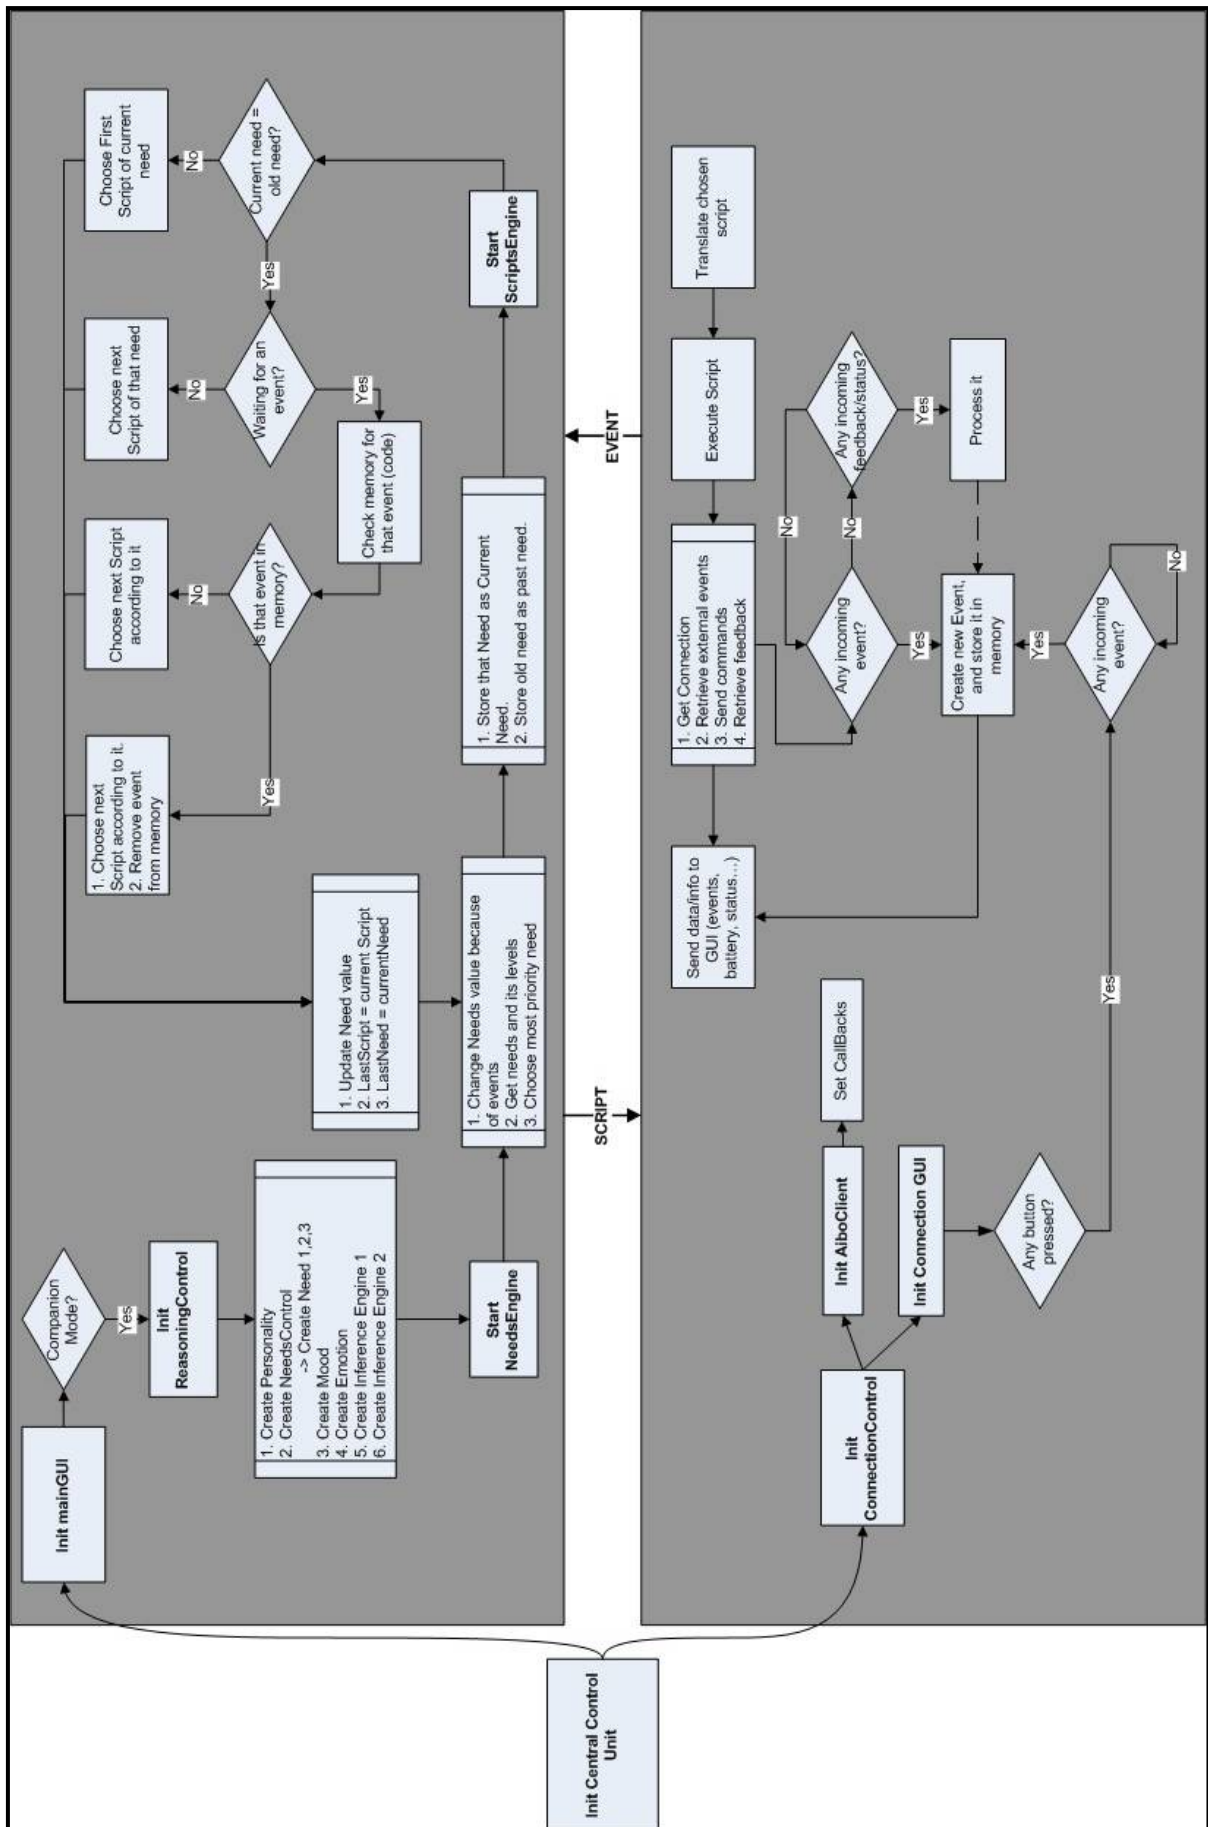 Init Central Control
Unit
Init mainGUI
Companion
Mode?
Yes
Init
ReasoningControl
1. Create Personality
2. Create NeedsControl
-> Create Need 1,2,3
3. Create Mood
4. Create Emotion
5. Create Inference Engine 1
6. Create Inference Engine 2
Start
NeedsEngine
1. Update Need value
2. LastScript = current Script
3. LastNeed = currentNeed
1. Change Needs value because
of events
2. Get needs and its levels
3. Choose most priority need
1. Choose next
Script according to it.
2. Remove event
from memory
Yes
Choose next Script
according to it
No
Is that event in
memory?
Check memory for
that event (code)
1. Store that Need as Current
Need.
2. Store old need as past need.
Choose next
Script of that need
No
Waiting for an
event?
Yes
Yes
Choose First
Script of current
need
No
Current need =
old need?
Start
ScriptsEngine
SCRIPT
EVENT
Init
ConnectionControl
Init AiboClient
Set CallBacks
Init Connection GUI
Any button
pressed?
Yes
Send data/info to
GUI (events,
battery, status...)
1. Get Connection
2. Retrieve external events
3. Send commands
4. Retrieve feedback
Execute Script
Translate chosen
script
Any incoming
event?
No
No
Any incoming
feedback/status?
Yes
Yes
Create new Event,
and store it in
memory
Process it
Yes
Any incoming
event?
No